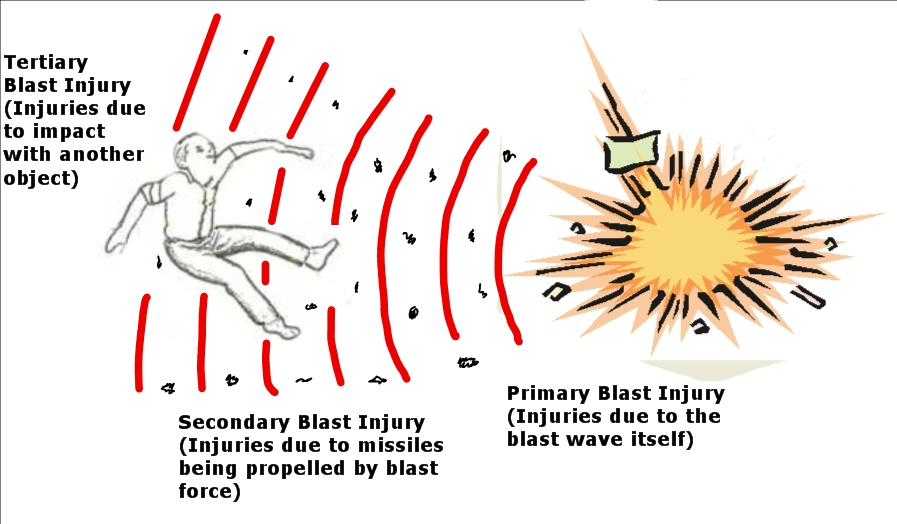 Tertiary
Blast Injury
(Injuries due
to impact
with another
object)
Secondary Blast Injury
(Injuries due to missiles
being propelled by blast
force)
Primary Blast Injury
(Injuries due to the
blast wave itself)